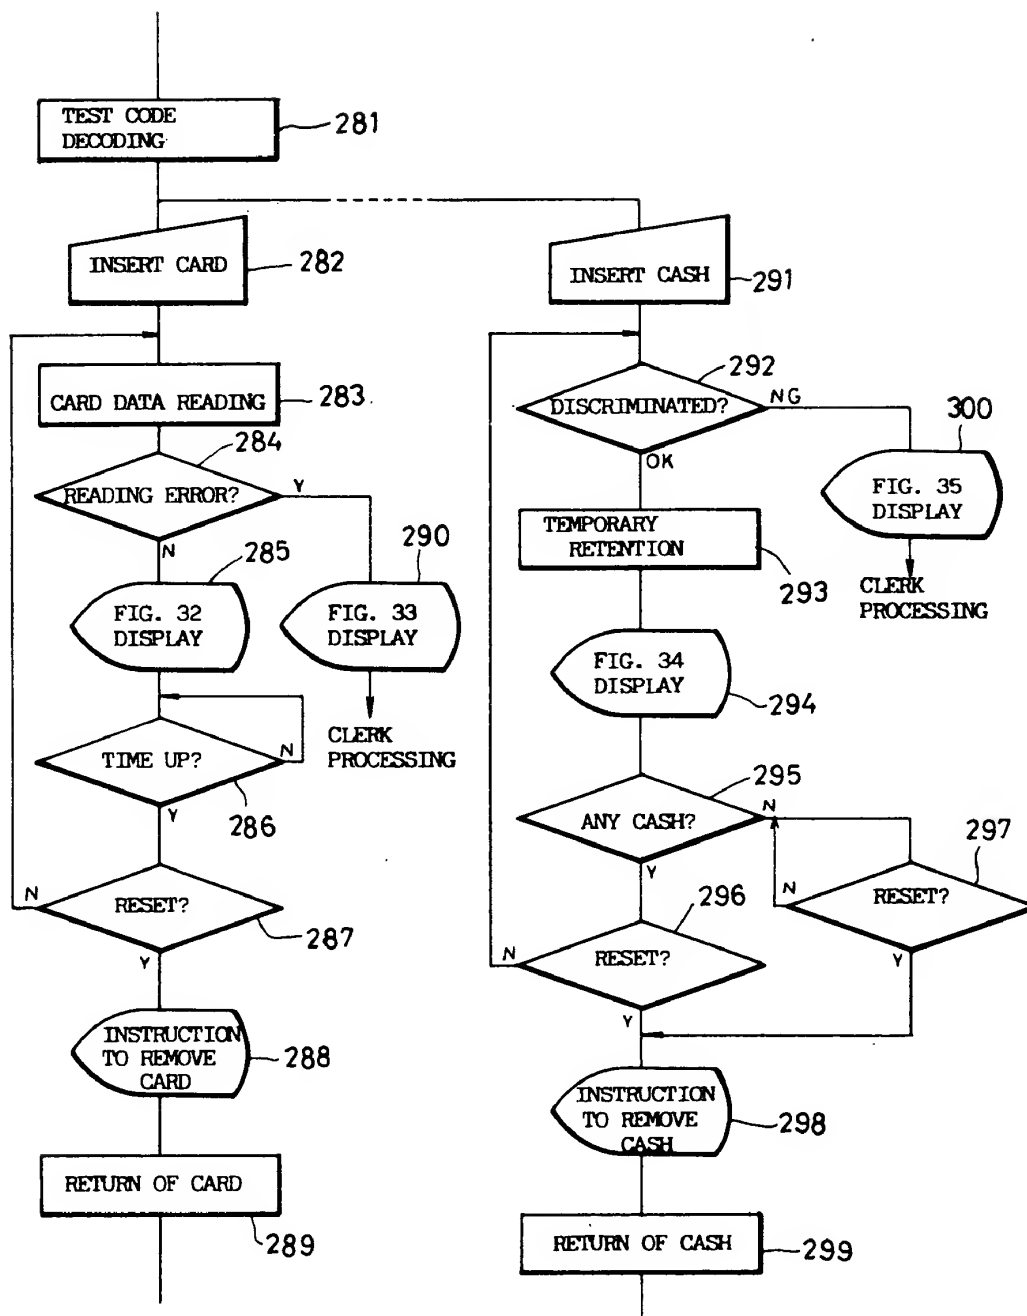 TEST CODE
DECODING
281
INSERT CARD
282
CARD DATA READING
283
284
READING ERROR?
Y
N
285
FIG. 32
DISPLAY
290
FIG. 33
DISPLAY
CLERK
PROCESSING
TIME UP?
N
Y
286
N
RESET?
287
Y
INSTRUCTION
TO REMOVE
CARD
288
RETURN OF CARD
289
INSERT CASH
291
292
DISCRIMINATED?
NG
OK
300
FIG. 35
DISPLAY
CLERK
PROCESSING
TEMPORARY
RETENTION
293
FIG. 34
DISPLAY
294
295
ANY CASH?
N
Y
297
N
RESET?
Y
296
N
RESET?
Y
INSTRUCTION
TO REMOVE
CASH
298
RETURN OF CASH
299